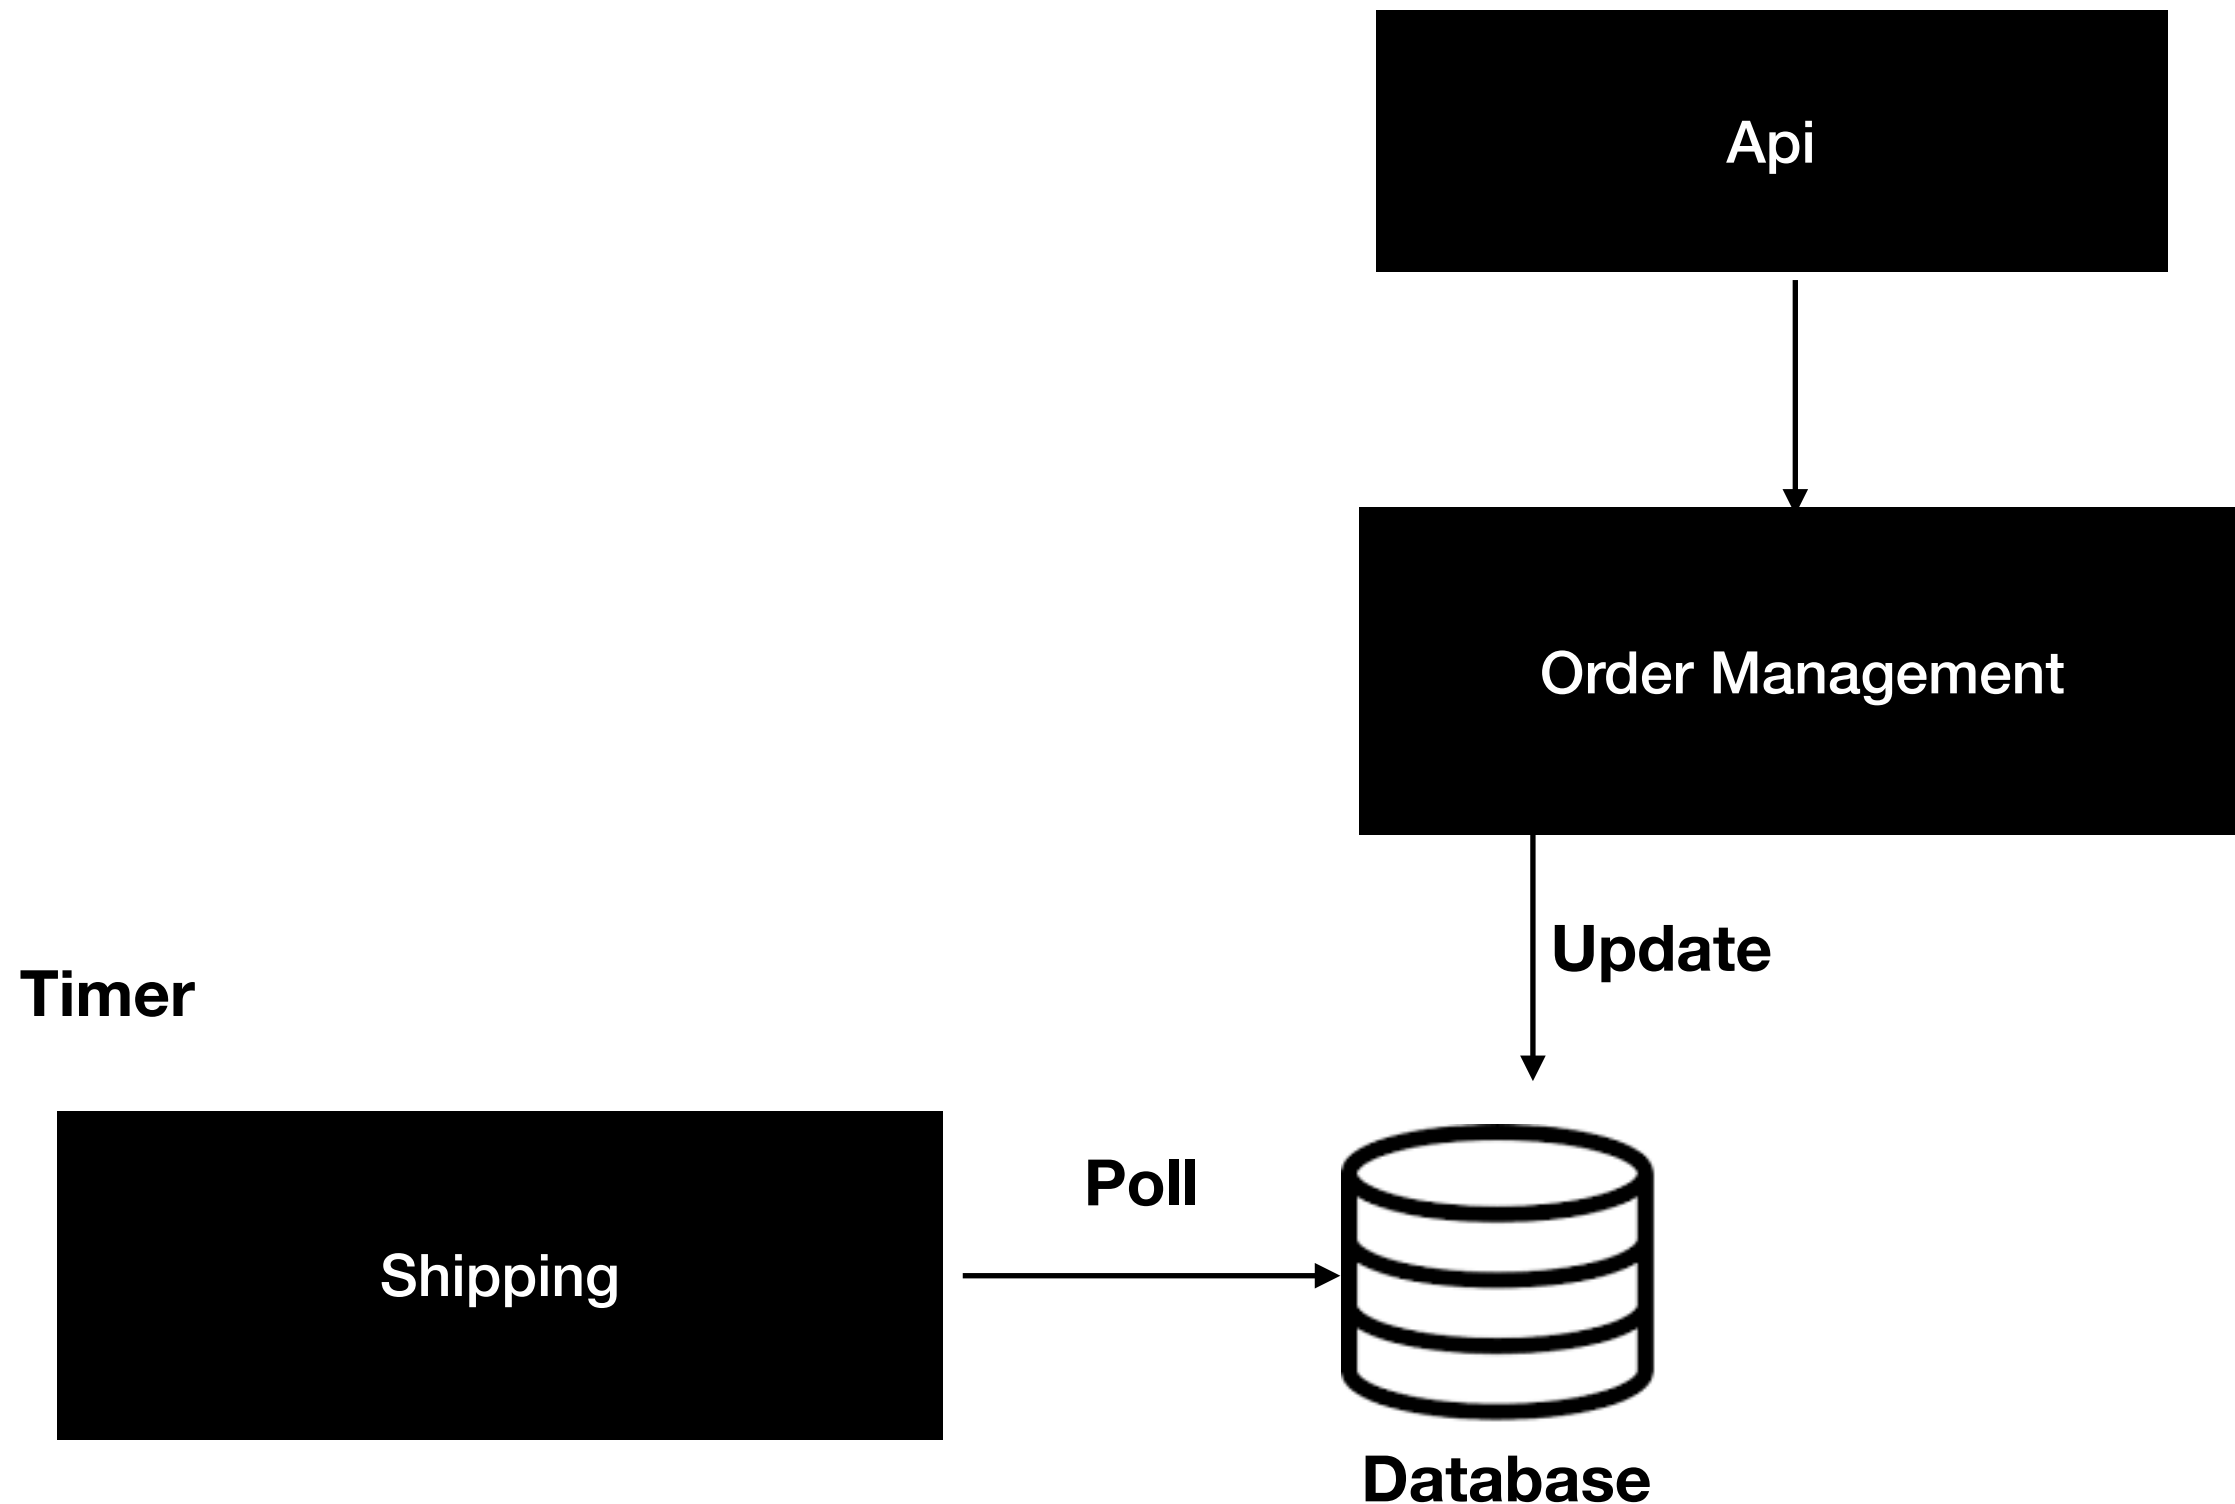 Api
Order Management
Update
Timer
Poll
Shipping
Database